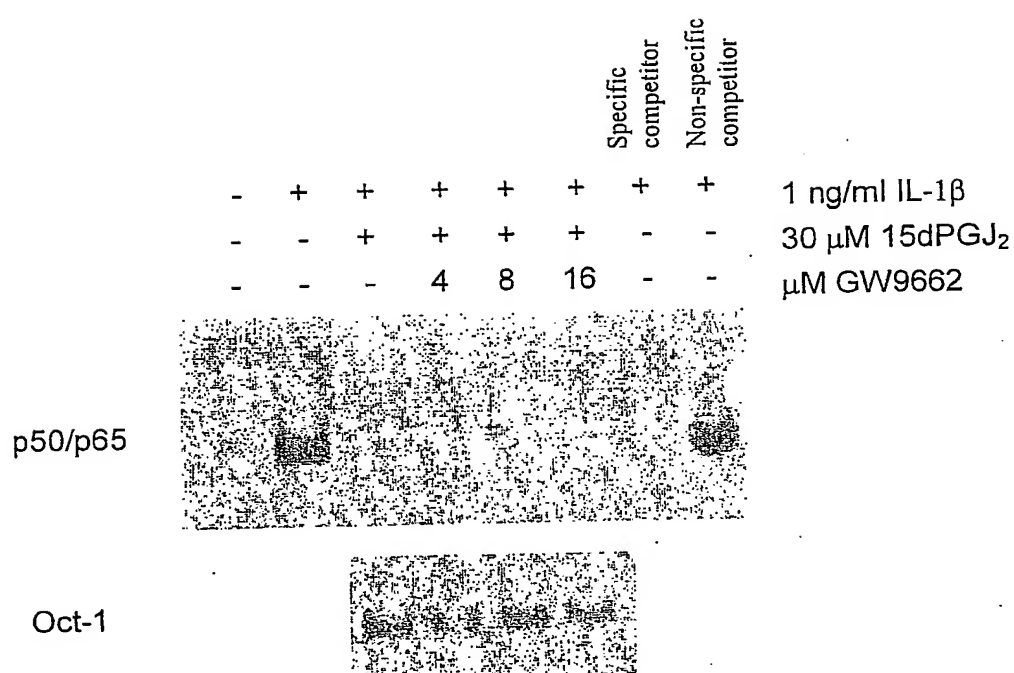 Specific
competitor
Non-specific
competitor
- + + + + + + + 1 ng/ml IL-1β
- - + + + + - - 30 μM 15dPGJ₂
- - - 4 8 16 - - μM GW9662
p50/p65
Oct-1